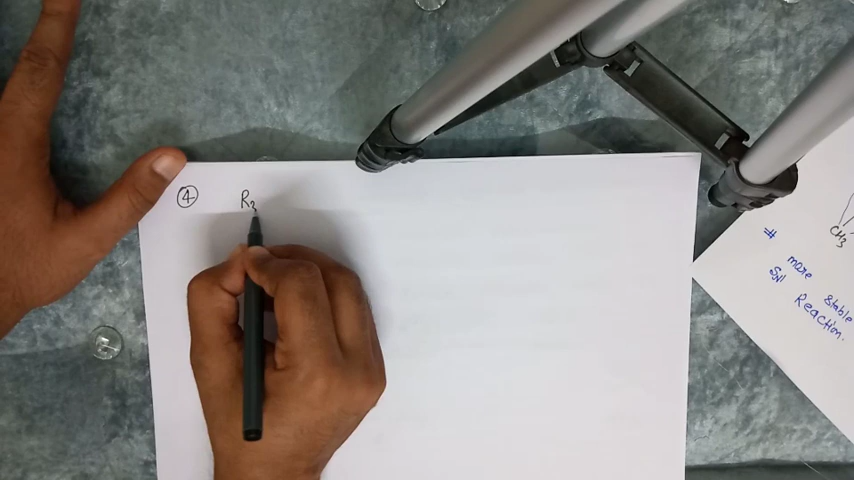 ④ R3
CH3
# more stable
SN1 Reaction.